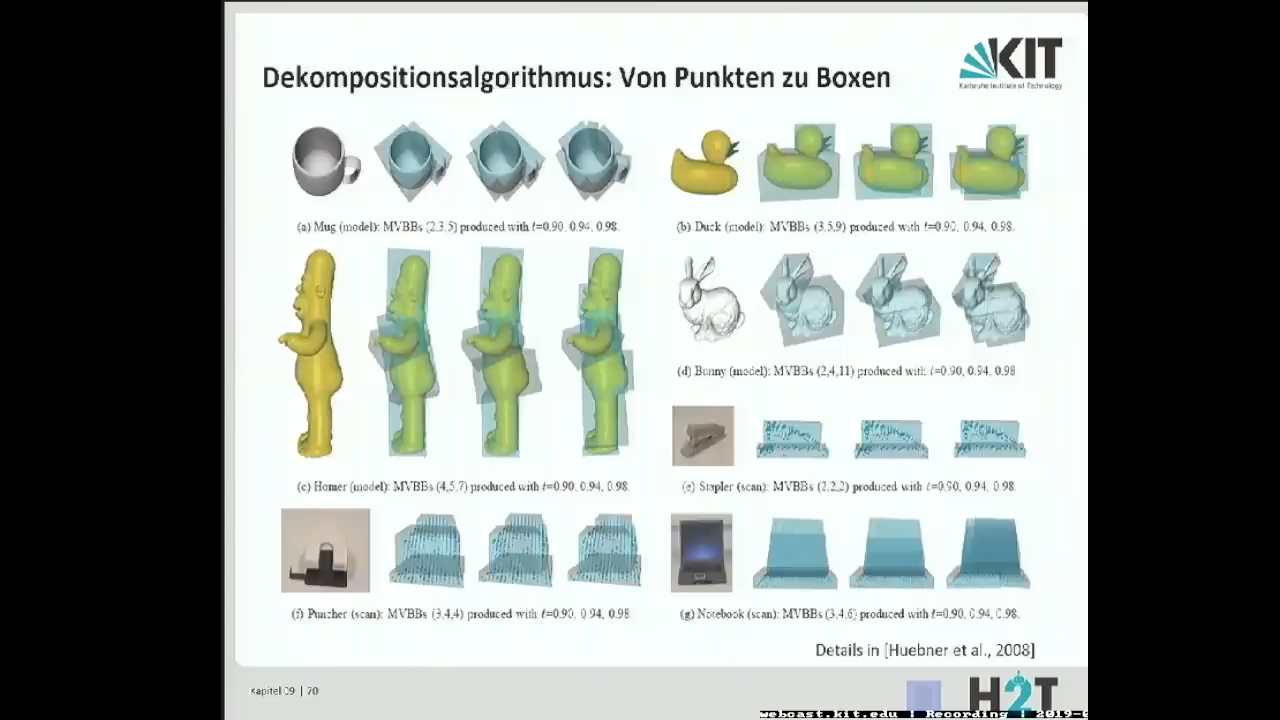 KIT
Karlsruhe Institute of Technology
Dekompositionsalgorithmus: Von Punkten zu Boxen
(a) Mug (model): MVBBs (2,3,5) produced with t=0.90, 0.94, 0.98.
(b) Duck (model): MVBBs (3,5,9) produced with t=0.90, 0.94, 0.98.
(c) Homer (model): MVBBs (4,5,7) produced with t=0.90, 0.94, 0.98.
(d) Bunny (model): MVBBs (2,4,11) produced with t=0.90, 0.94, 0.98
(e) Stapler (scan): MVBBs (2,2,2) produced with t=0.90, 0.94, 0.98.
(f) Puncher (scan): MVBBs (3,4,4) produced with t=0.90, 0.94, 0.98
(g) Notebook (scan): MVBBs (3,4,6) produced with t=0.90, 0.94, 0.98.
Details in [Huebner et al., 2008]
Kapitel 09 | 70
H2T
webcast.kit.edu | Recording | 2019-